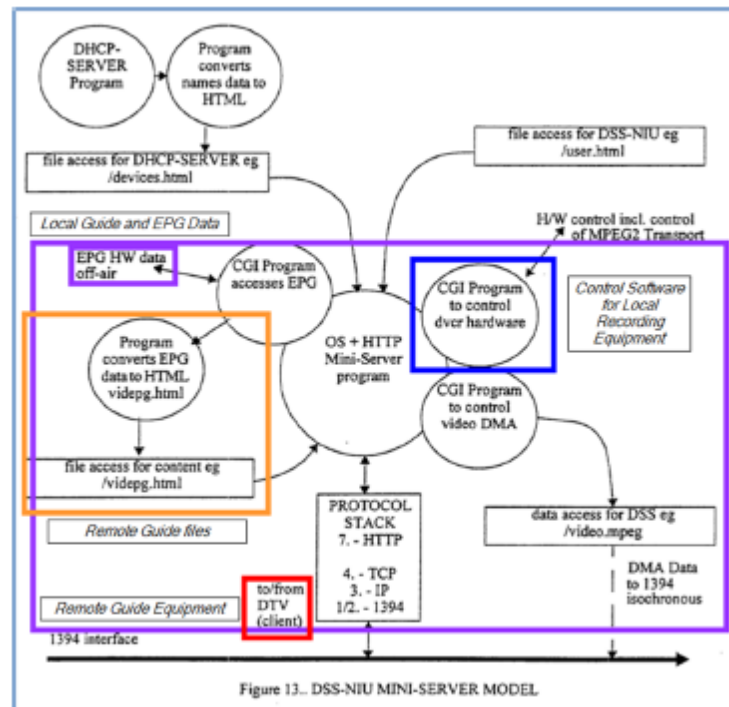 DHCP-
SERVER
Program
Program
converts
names data to
HTML
file access for DHCP-SERVER eg
/devices.html
file access for DSS-NIU eg
/user.html
Local Guide and EPG Data
H/W control incl. control
of MPEG2 Transport
EPG HW data
off-air
CGI Program
accesses EPG
CGI Program
to control
dvcr hardware
Control Software
for Local
Recording
Equipment
Program
converts EPG
data to HTML
videpg.html
OS + HTTP
Mini-Server
program
CGI Program
to control
video DMA
file access for content eg
/videpg.html
Remote Guide files
PROTOCOL
STACK
7. - HTTP
4. - TCP
3. - IP
1/2. - 1394
data access for DSS eg
/video.mpeg
Remote Guide Equipment
to/from
DTV
(client)
DMA Data
to 1394
isochronous
1394 interface
Figure 13.. DSS-NIU MINI-SERVER MODEL